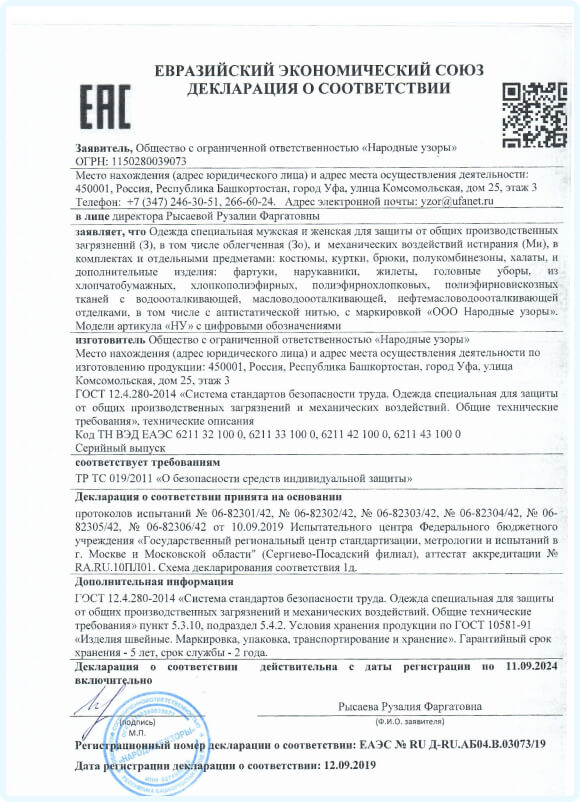 ЕВРАЗИЙСКИЙ ЭКОНОМИЧЕСКИЙ СОЮЗ
ДЕКЛАРАЦИЯ О СООТВЕТСТВИИ
ЕАС
Заявитель, Общество с ограниченной ответственностью «Народные узоры»
ОГРН: 1150280039073
Место нахождения (адрес юридического лица) и адрес места осуществления деятельности:
450001, Россия, Республика Башкортостан, город Уфа, улица Комсомольская, дом 25, этаж 3
Телефон: +7 (347) 246-30-51, 266-60-24. Адрес электронной почты: yzor@ufanet.ru
в лице директора Рысаевой Рузалии Фаргатовны
заявляет, что Одежда специальная мужская и женская для защиты от общих производственных
загрязнений (З), в том числе облегченная (Зо), и механических воздействий истирания (Ми), в
комплектах и отдельными предметами: костюмы, куртки, брюки, полукомбинезоны, халаты, и
дополнительные изделия: фартуки, нарукавники, жилеты, головные уборы, из
хлопчатобумажных, хлопкополиэфирных, полиэфирнохлопковых, полиэфирновискозных
тканей с водоооталкивающей, масловодоооталкивающей, нефтемасловодоооталкивающей
отделками, в том числе с антистатической нитью, с маркировкой «ООО Народные узоры».
Модели артикула «НУ» с цифровыми обозначениями
изготовитель Общество с ограниченной ответственностью «Народные узоры»
Место нахождения (адрес юридического лица) и адрес места осуществления деятельности по
изготовлению продукции: 450001, Россия, Республика Башкортостан, город Уфа, улица
Комсомольская, дом 25, этаж 3
ГОСТ 12.4.280-2014 «Система стандартов безопасности труда. Одежда специальная для защиты
от общих производственных загрязнений и механических воздействий. Общие технические
требования», технические описания
Код ТН ВЭД ЕАЭС 6211 32 100 0, 6211 33 100 0, 6211 42 100 0, 6211 43 100 0
Серийный выпуск
соответствует требованиям
ТР ТС 019/2011 «О безопасности средств индивидуальной защиты»
Декларация о соответствии принята на основании
протоколов испытаний № 06-82301/42, № 06-82302/42, № 06-82303/42, № 06-82304/42, № 06-
82305/42, № 06-82306/42 от 10.09.2019 Испытательного центра Федерального бюджетного
учреждения «Государственный региональный центр стандартизации, метрологии и испытаний в
г. Москве и Московской области" (Сергиево-Посадский филиал), аттестат аккредитации №
RA.RU.10ПЛ01. Схема декларирования соответствия 1д.
Дополнительная информация
ГОСТ 12.4.280-2014 «Система стандартов безопасности труда. Одежда специальная для защиты
от общих производственных загрязнений и механических воздействий. Общие технические
требования» пункт 5.3.10, подраздел 5.4.2. Условия хранения продукции по ГОСТ 10581-91
«Изделия швейные. Маркировка, упаковка, транспортирование и хранение». Гарантийный срок
хранения - 5 лет, срок службы - 2 года.
Декларация о соответствии действительна с даты регистрации по 11.09.2024
включительно
Рысаева Рузалия Фаргатовна
(подпись)
(Ф.И.О. заявителя)
М.П.
«НАРОДНЫЕ УЗОРЫ»
Регистрационный номер декларации о соответствии: ЕАЭС № RU Д-RU.АБ04.В.03073/19
Дата регистрации декларации о соответствии: 12.09.2019